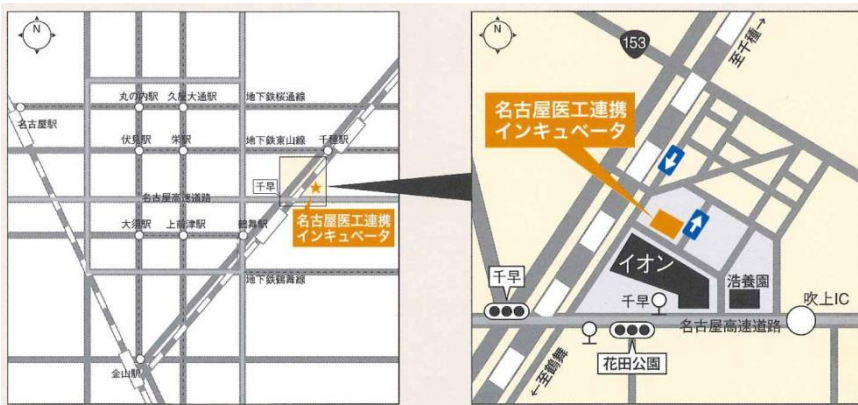 N
丸の内駅
久屋大通駅
地下鉄桜通線
名古屋駅
伏見駅
栄駅
地下鉄東山線
千種駅
千早
名古屋高速道路
名古屋医工連携
インキュベータ
大須駅
上前津駅
鶴舞駅
地下鉄鶴舞線
金山駅
N
153
至千種→
名古屋医工連携
インキュベータ
イオン
浩養園
千早
千早
吹上IC
名古屋高速道路
花田公園
←至鶴舞